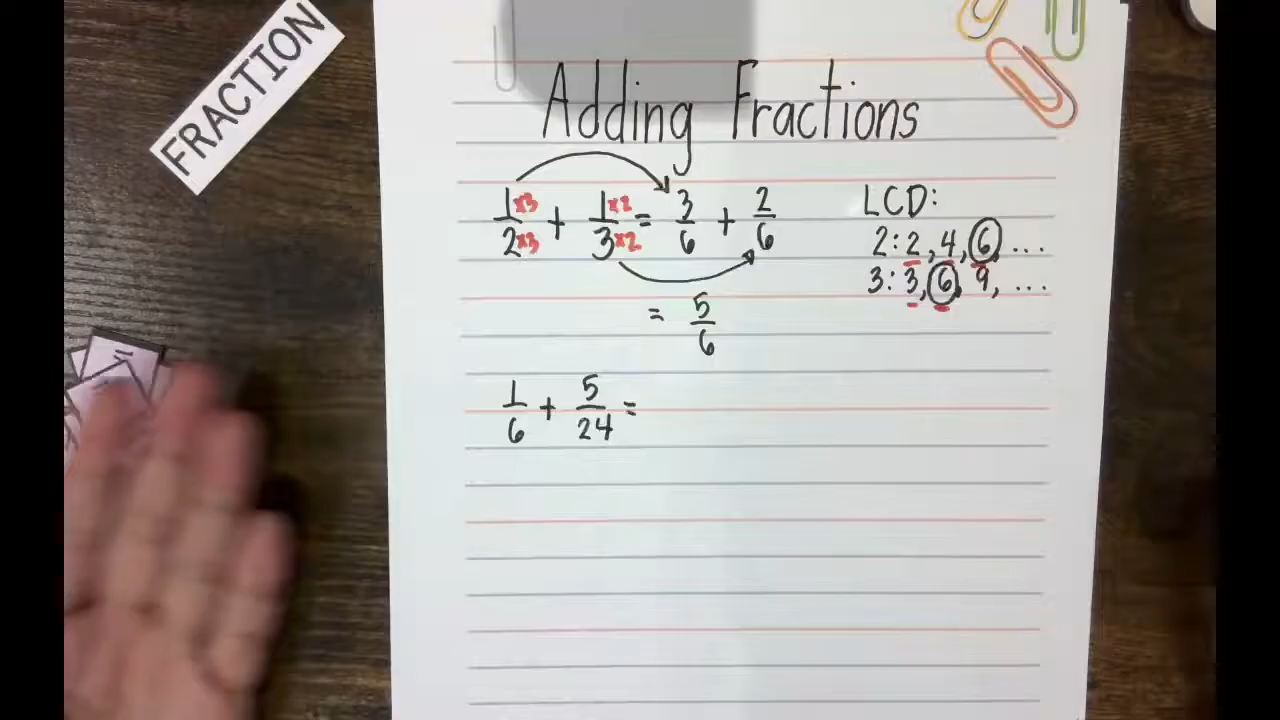 FRACTION
Adding Fractions
1×3/2×3 + 1×2/3×2 = 3/6 + 2/6
= 5/6
LCD:
2: 2, 4, 6, ...
3: 3, 6, 9, ...
1/6 + 5/24 =